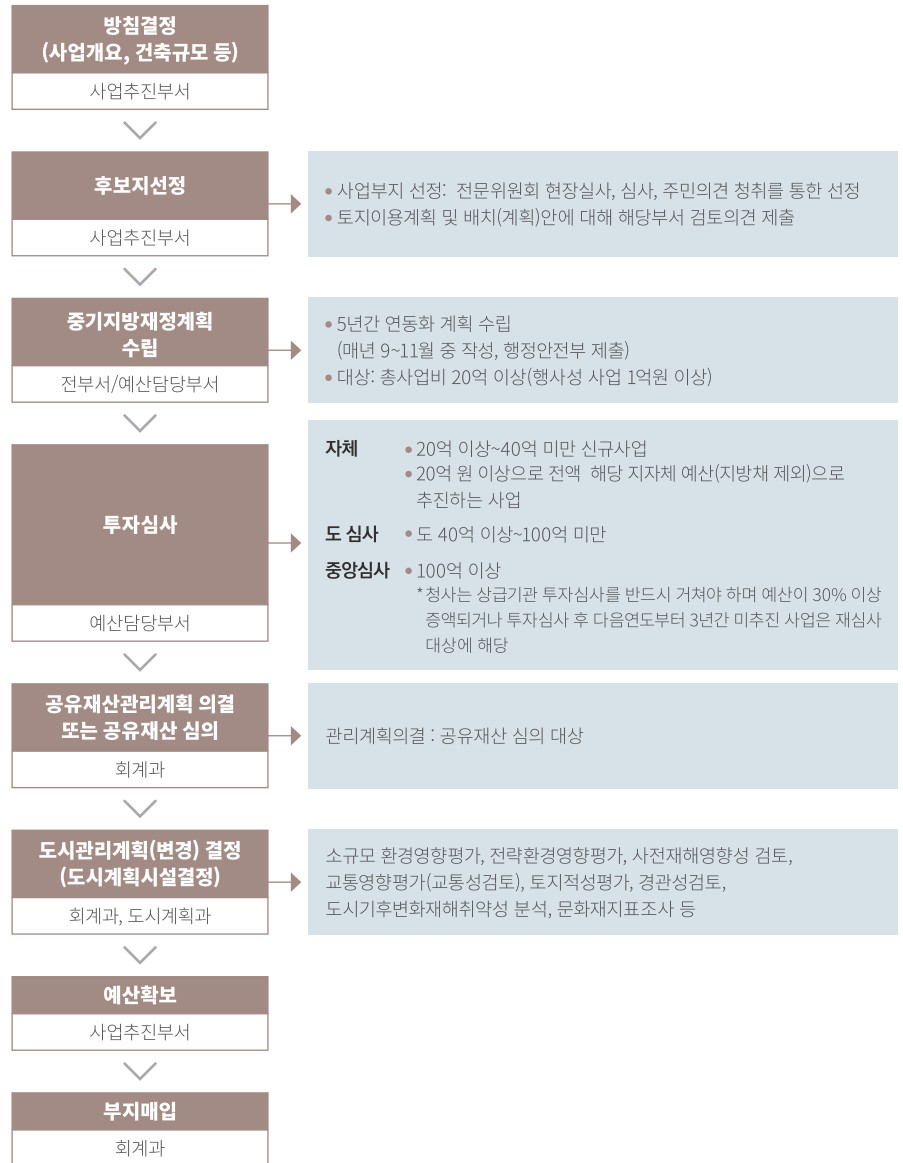 방침결정
(사업개요, 건축규모 등)
사업추진부서
후보지선정
사업추진부서
• 사업부지 선정: 전문위원회 현장실사, 심사, 주민의견 청취를 통한 선정
• 토지이용계획 및 배치(계획)안에 대해 해당부서 검토의견 제출
중기지방재정계획
수립
전부서/예산담당부서
• 5년간 연동화 계획 수립
(매년 9~11월 중 작성, 행정안전부 제출)
• 대상: 총사업비 20억 이상(행사성 사업 1억원 이상)
투자심사
예산담당부서
자체 • 20억 이상~40억 미만 신규사업
• 20억 원 이상으로 전액 해당 지자체 예산(지방채 제외)으로
추진하는 사업
도 심사 • 도 40억 이상~100억 미만
중앙심사 • 100억 이상
* 청사는 상급기관 투자심사를 반드시 거쳐야 하며 예산이 30% 이상
증액되거나 투자심사 후 다음연도부터 3년간 미추진 사업은 재심사
대상에 해당
공유재산관리계획 의결
또는 공유재산 심의
회계과
관리계획의결 : 공유재산 심의 대상
도시관리계획(변경) 결정
(도시계획시설결정)
회계과, 도시계획과
소규모 환경영향평가, 전략환경영향평가, 사전재해영향성 검토,
교통영향평가(교통성검토), 토지적성평가, 경관성검토,
도시기후변화재해취약성 분석, 문화재지표조사 등
예산확보
사업추진부서
부지매입
회계과